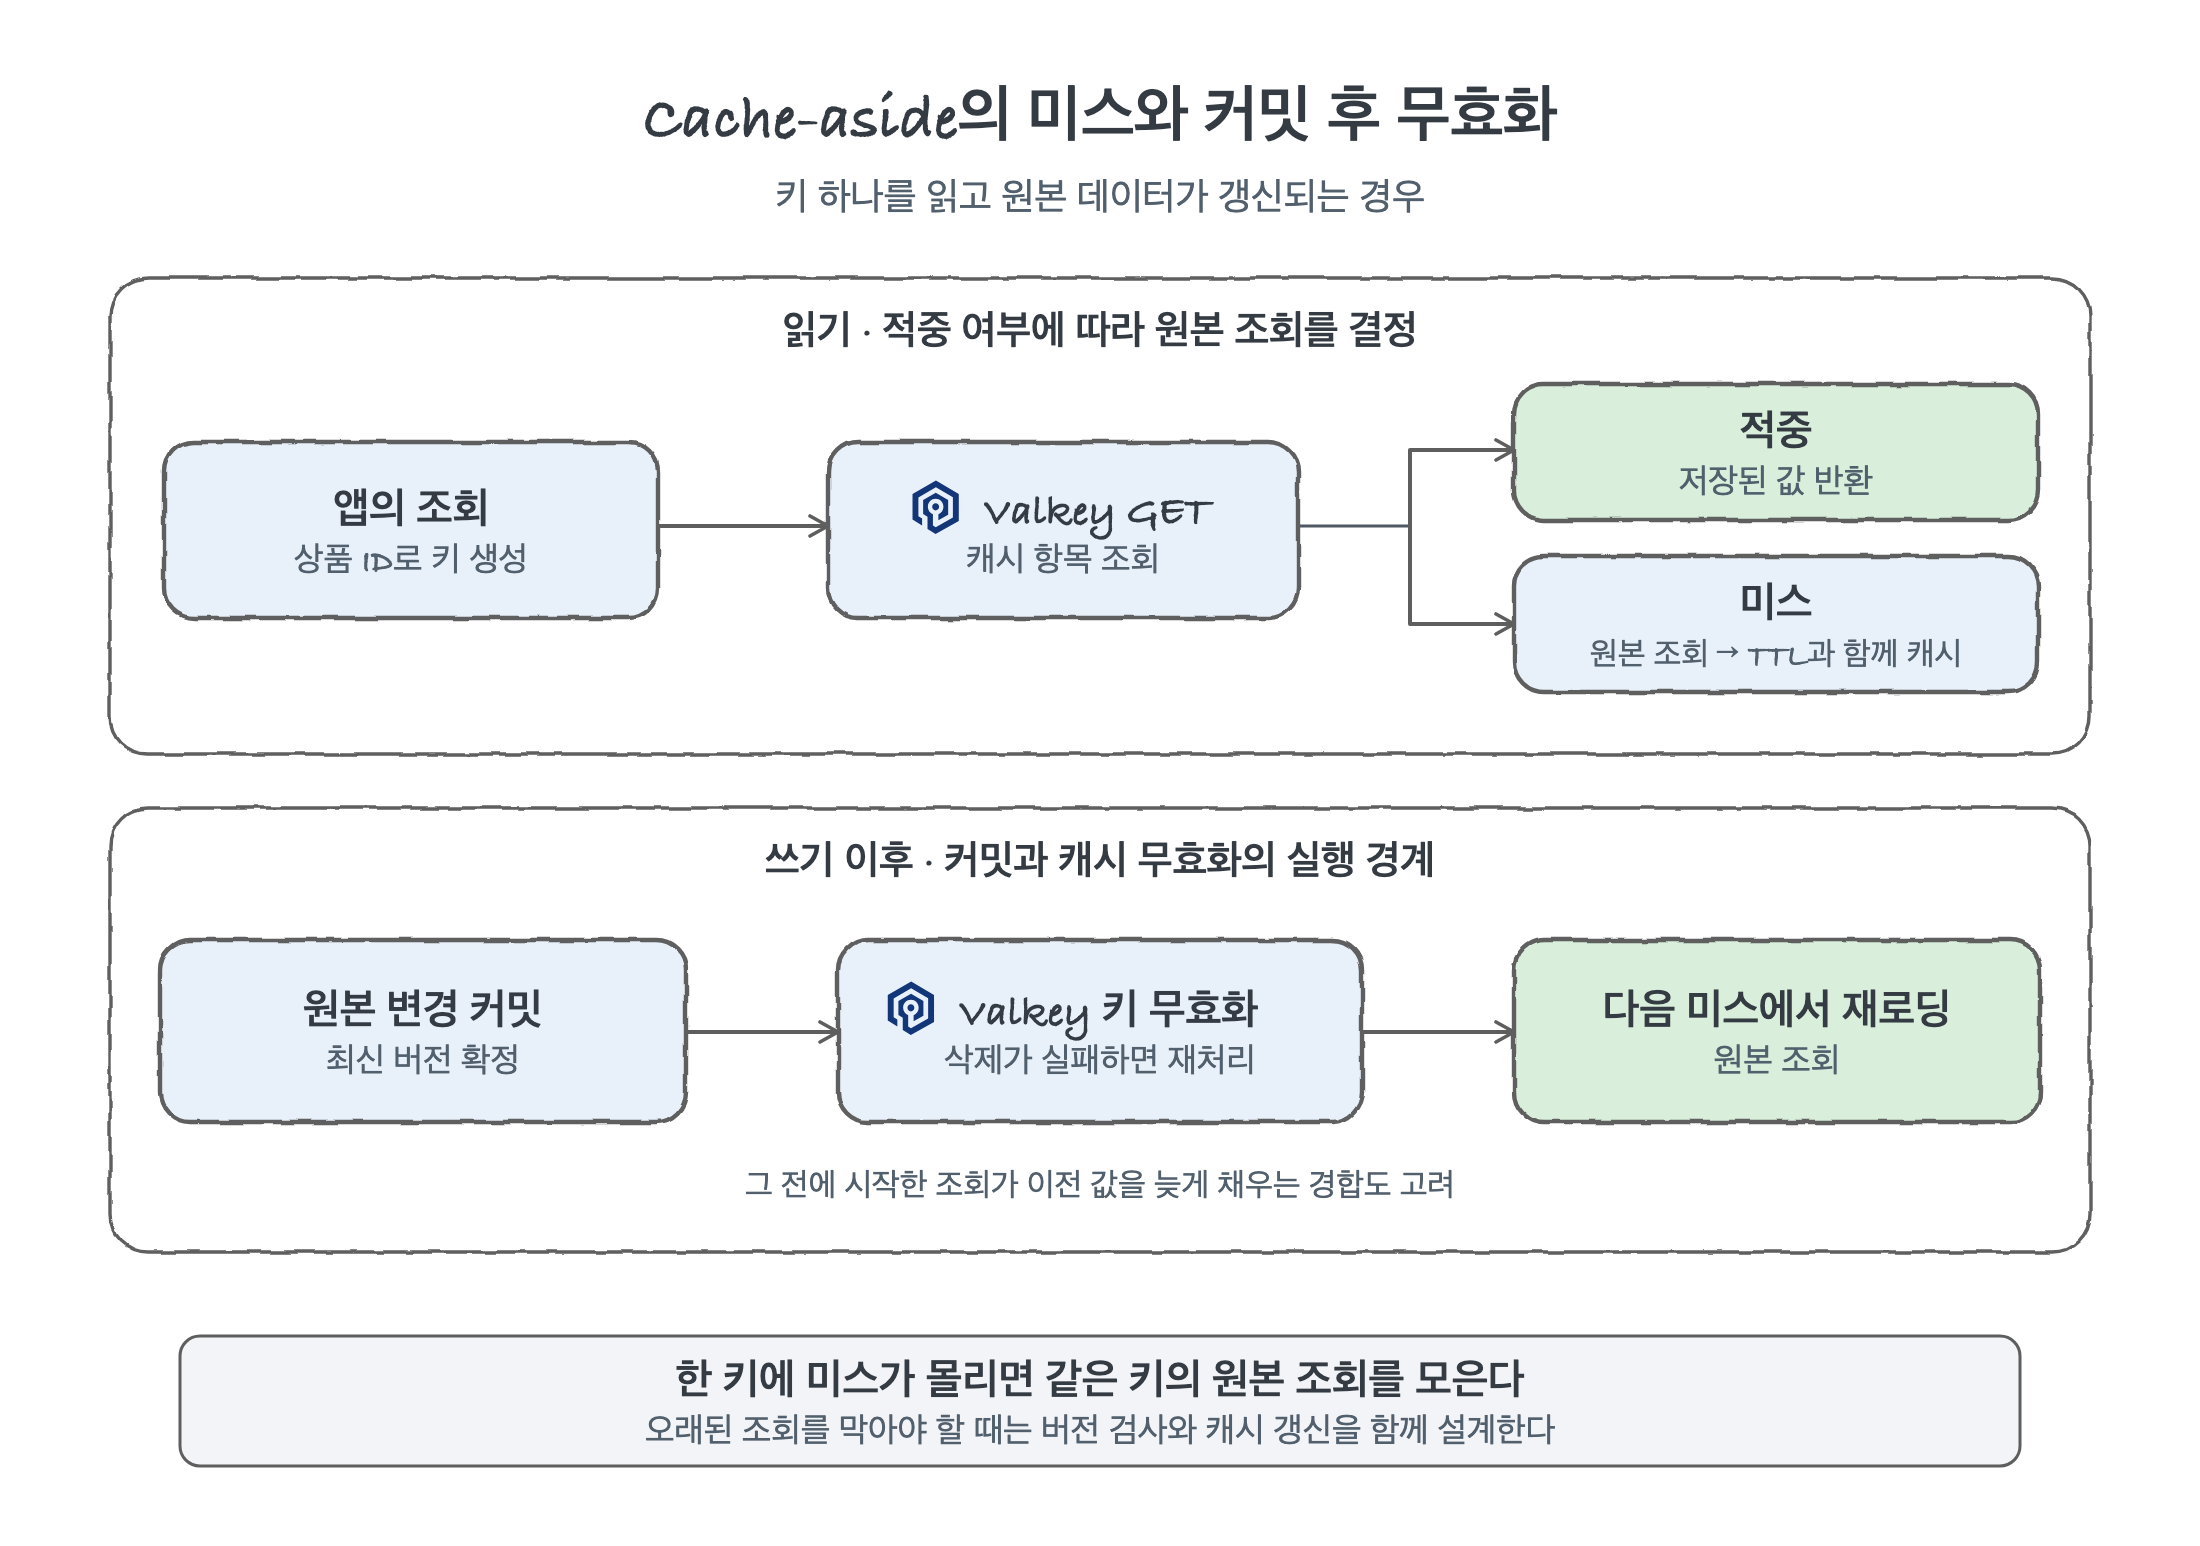 Cache-aside의 미스와 커밋 후 무효화
키 하나를 읽고 원본 데이터가 갱신되는 경우
읽기 · 적중 여부에 따라 원본 조회를 결정
앱의 조회
상품 ID로 키 생성
Valkey GET
캐시 항목 조회
적중
저장된 값 반환
미스
원본 조회 → TTL과 함께 캐시
쓰기 이후 · 커밋과 캐시 무효화의 실행 경계
원본 변경 커밋
최신 버전 확정
Valkey 키 무효화
삭제가 실패하면 재처리
다음 미스에서 재로딩
원본 조회
그 전에 시작한 조회가 이전 값을 늦게 채우는 경합도 고려
한 키에 미스가 몰리면 같은 키의 원본 조회를 모은다
오래된 조회를 막아야 할 때는 버전 검사와 캐시 갱신을 함께 설계한다